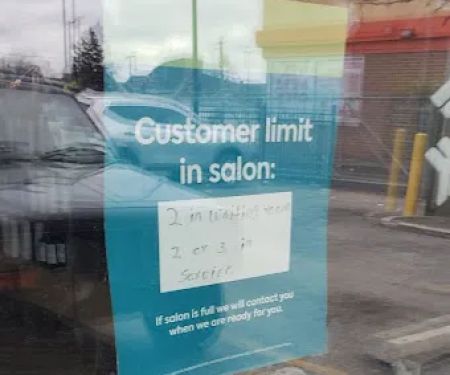 Customer limit
in salon:
2 in waiting room
2 or 3 in
Service
If salon is full we will contact you
when we are ready for you.